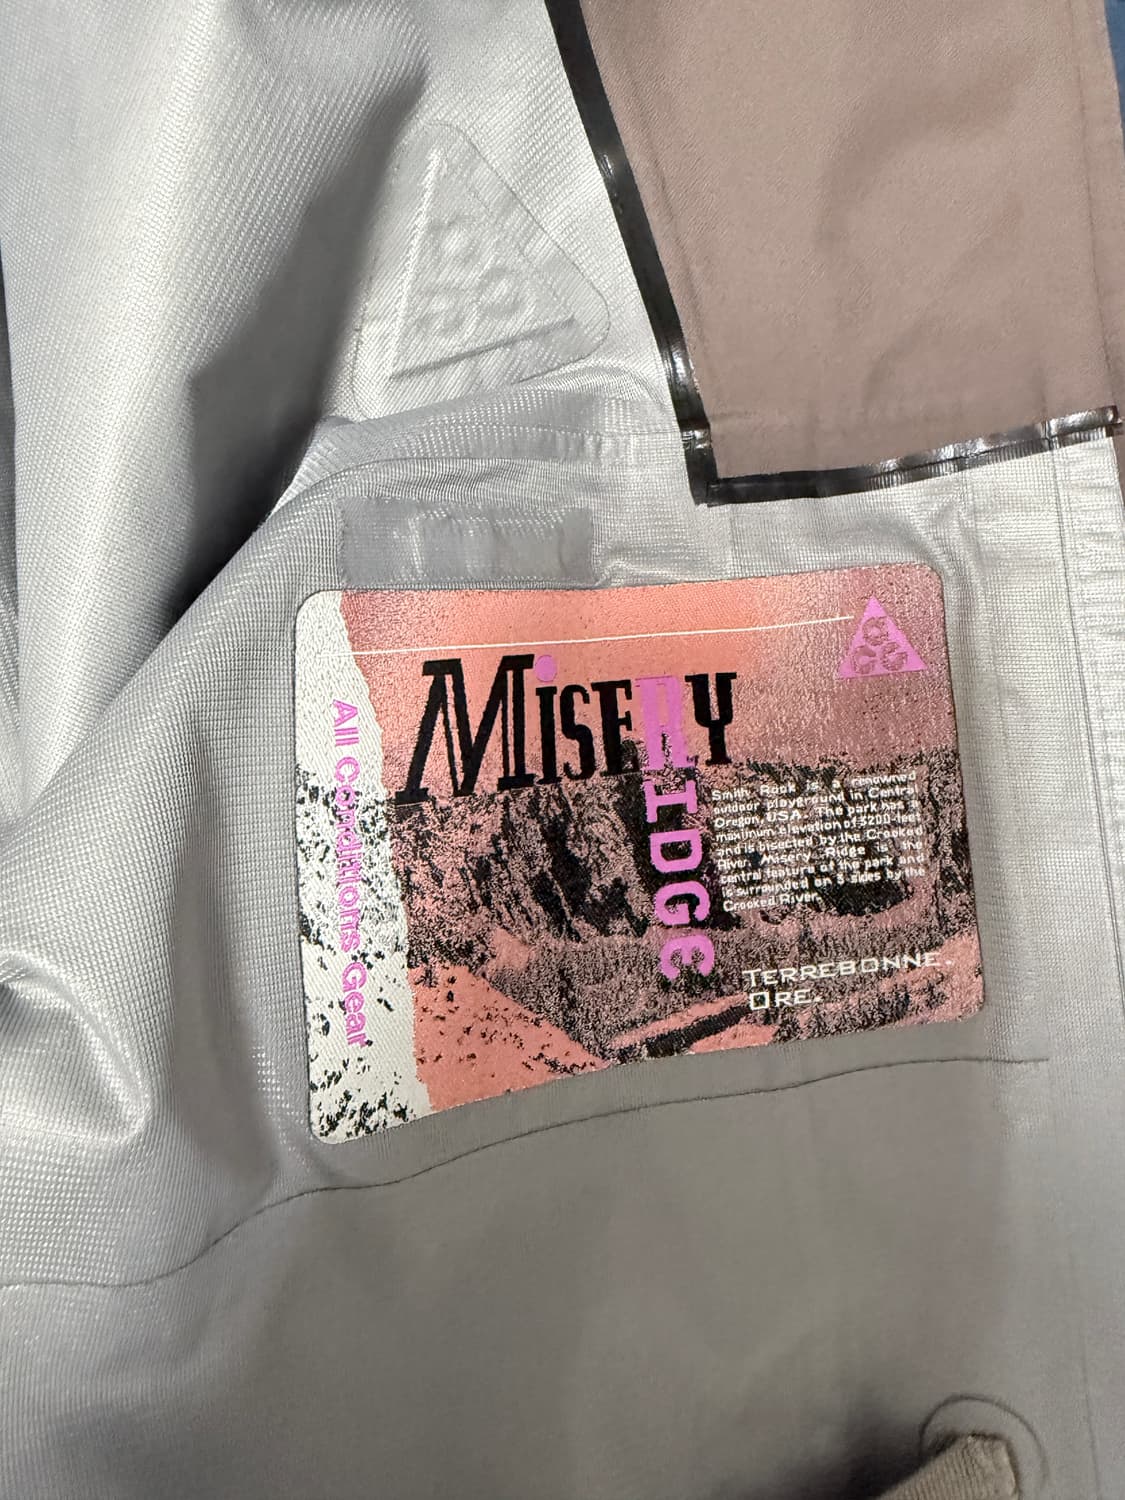 ACG
ACG
MiSERY
RIDGE
All Conditions Gear
Smith Rock is a renowned
outdoor playground in Central
Oregon, USA. The park has a
maximum elevation of 3200-feet
and is bisected by the Crooked
River. Misery Ridge is the
central feature of the park and
is surrounded on 3 sides by the
Crooked River.
TERREBONNE.
ORE.